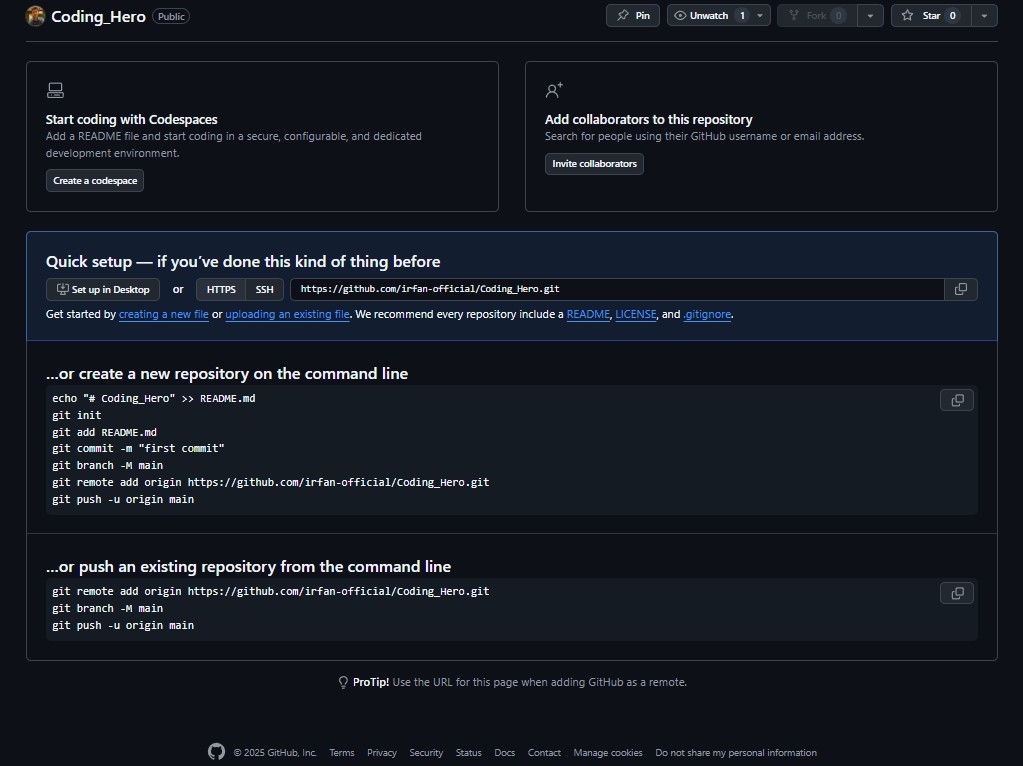 Coding_Hero Public
Pin
Unwatch 1
Fork 0
Star 0
Start coding with Codespaces
Add a README file and start coding in a secure, configurable, and dedicated
development environment.
Create a codespace
Add collaborators to this repository
Search for people using their GitHub username or email address.
Invite collaborators
Quick setup — if you’ve done this kind of thing before
Set up in Desktop or HTTPS SSH https://github.com/irfan-official/Coding_Hero.git
Get started by creating a new file or uploading an existing file. We recommend every repository include a README, LICENSE, and .gitignore.
…or create a new repository on the command line
echo "# Coding_Hero" >> README.md
git init
git add README.md
git commit -m "first commit"
git branch -M main
git remote add origin https://github.com/irfan-official/Coding_Hero.git
git push -u origin main
…or push an existing repository from the command line
git remote add origin https://github.com/irfan-official/Coding_Hero.git
git branch -M main
git push -u origin main
ProTip! Use the URL for this page when adding GitHub as a remote.
© 2025 GitHub, Inc. Terms Privacy Security Status Docs Contact Manage cookies Do not share my personal information